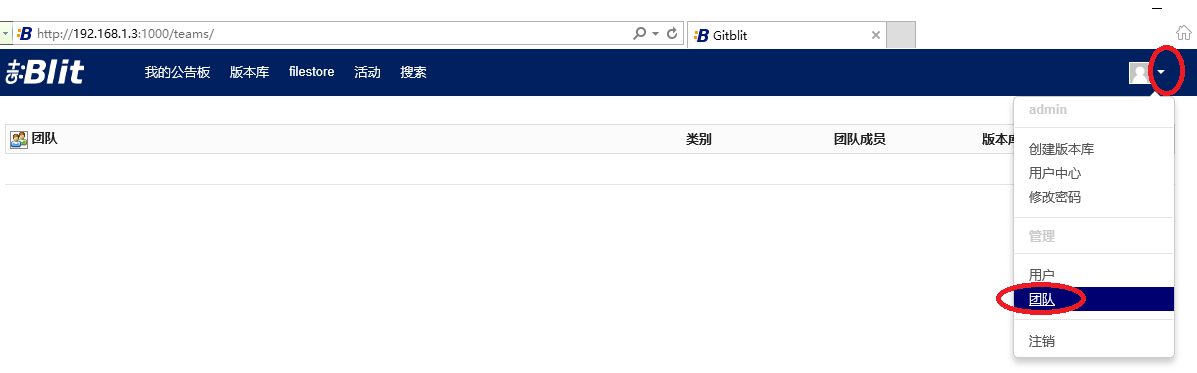 http://192.168.1.3:1000/teams/
Gitblit
Blit 我的公告板 版本库 filestore 活动 搜索
团队 类别 团队成员 版本
admin
创建版本库
用户中心
修改密码
管理
用户
团队
注销